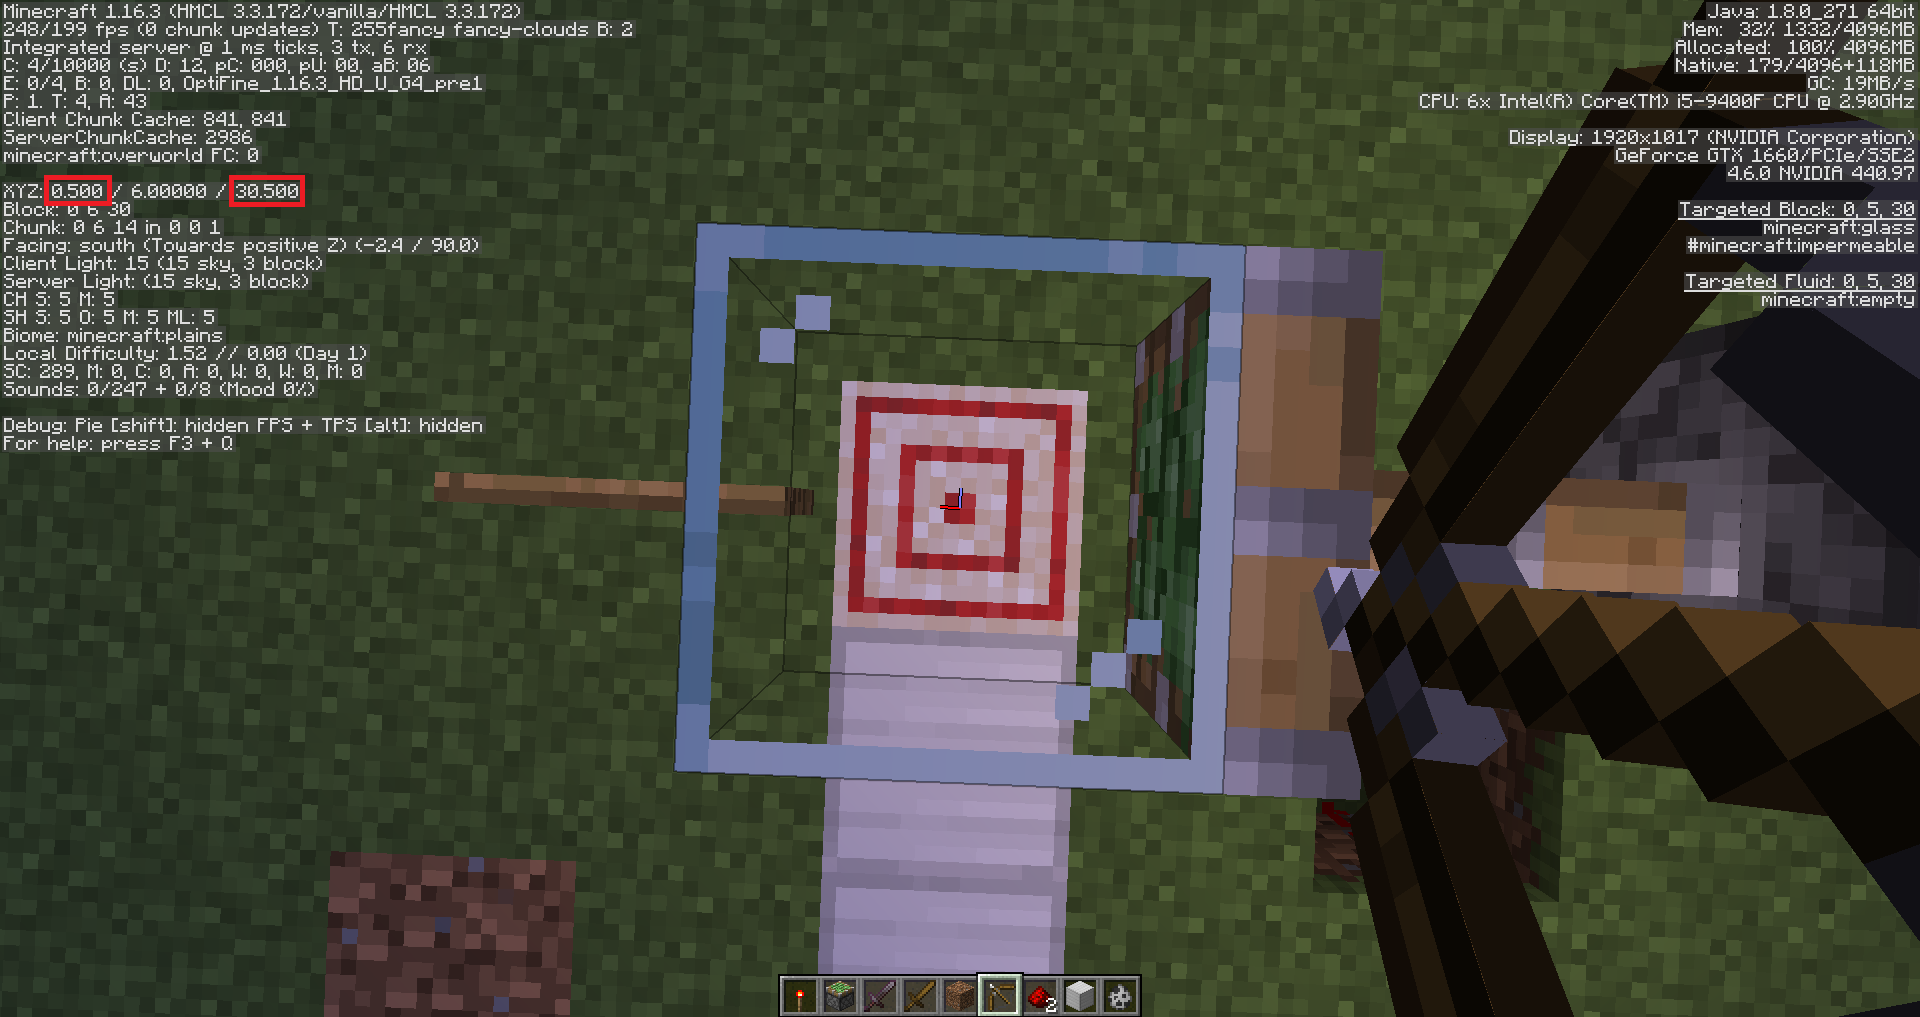 Minecraft 1.16.3 (HMCL 3.3.172/vanilla/HMCL 3.3.172)
248/199 fps (0 chunk updates) T: 255fancy fancy-clouds B: 2
Integrated server @ 1 ms ticks, 3 tx, 6 rx
C: 4/10000 (s) D: 12, pC: 000, pU: 00, aB: 06
E: 0/4, B: 0, DL: 0, OptiFine_1.16.3_HD_U_G4_pre1
P: 1. T: 4, A: 43
Client Chunk Cache: 841, 841
ServerChunkCache: 2986
minecraft:overworld FC: 0
XYZ: 0.500 / 6.00000 / 30.500
Block: 0 6 30
Chunk: 0 6 14 in 0 0 1
Facing: south (Towards positive Z) (-2.4 / 90.0)
Client Light: 15 (15 sky, 3 block)
Server Light: (15 sky, 3 block)
CH S: 5 M: 5
SH S: 5 O: 5 M: 5 ML: 5
Biome: minecraft:plains
Local Difficulty: 1.52 // 0.00 (Day 1)
SC: 289, M: 0, C: 0, A: 0, W: 0, W: 0, M: 0
Sounds: 0/247 + 0/8 (Mood 0%)
Debug: Pie [shift]: hidden FPS + TPS [alt]: hidden
For help: press F3 + Q
Java: 1.8.0_271 64bit
Mem: 32% 1332/4096MB
Allocated: 100% 4096MB
Native: 179/4096+118MB
GC: 19MB/s
CPU: 6x Intel(R) Core(TM) i5-9400F CPU @ 2.90GHz
Display: 1920x1017 (NVIDIA Corporation)
GeForce GTX 1660/PCIe/SSE2
4.6.0 NVIDIA 440.97
Targeted Block: 0, 5, 30
minecraft:glass
#minecraft:impermeable
Targeted Fluid: 0, 5, 30
minecraft:empty
2